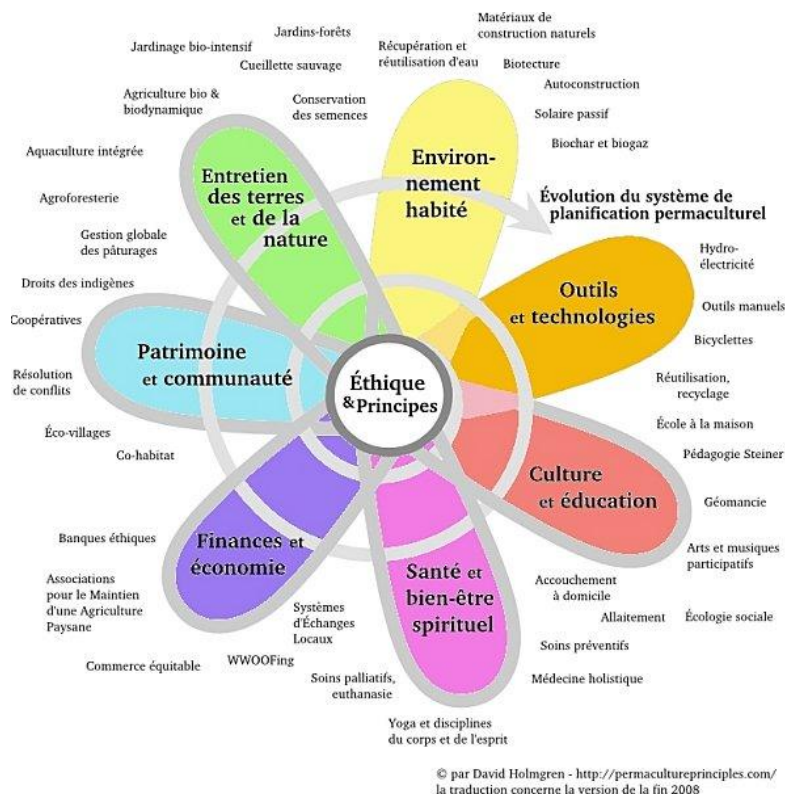 Jardinage bio-intensif
Jardins-forêts
Cueillette sauvage
Agriculture bio &
biodynamique
Conservation
des semences
Aquaculture intégrée
Agroforesterie
Gestion globale
des pâturages
Entretien
des terres
et de la
nature
Récupération et
réutilisation d'eau
Matériaux de
construction naturels
Biotecture
Autoconstruction
Solaire passif
Biochar et biogaz
Environ-
nement
habité
Évolution du système de
planification permaculturel
Hydro-
électricité
Outils manuels
Bicyclettes
Réutilisation,
recyclage
Outils
et technologies
École à la maison
Pédagogie Steiner
Géomancie
Arts et musiques
participatifs
Écologie sociale
Culture
et éducation
Accouchement
à domicile
Allaitement
Soins préventifs
Médecine holistique
Yoga et disciplines
du corps et de l'esprit
Soins palliatifs,
euthanasie
Santé et
bien-être
spirituel
Banques éthiques
Associations
pour le Maintien
d'une Agriculture
Paysane
Commerce équitable
WWOOFing
Systèmes
d'Échanges
Locaux
Finances et
économie
Droits des indigènes
Coopératives
Résolution
de conflits
Éco-villages
Co-habitat
Patrimoine
et communauté
Éthique
&Principes
© par David Holmgren - http://permacultureprinciples.com/
la traduction concerne la version de la fin 2008